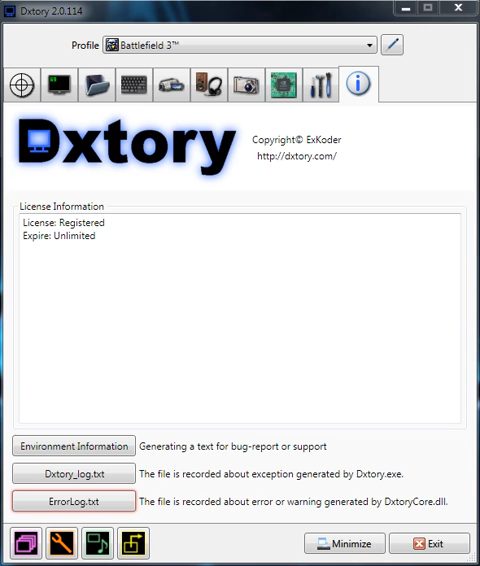 Dxtory 2.0.114
Profile Battlefield 3™
Dxtory
Copyright© ExKoder
http://dxtory.com/
License Information
License: Registered
Expire: Unlimited
Environment Information Generating a text for bug-report or support
Dxtory_log.txt The file is recorded about exception generated by Dxtory.exe.
ErrorLog.txt The file is recorded about error or warning generated by DxtoryCore.dll.
Minimize Exit